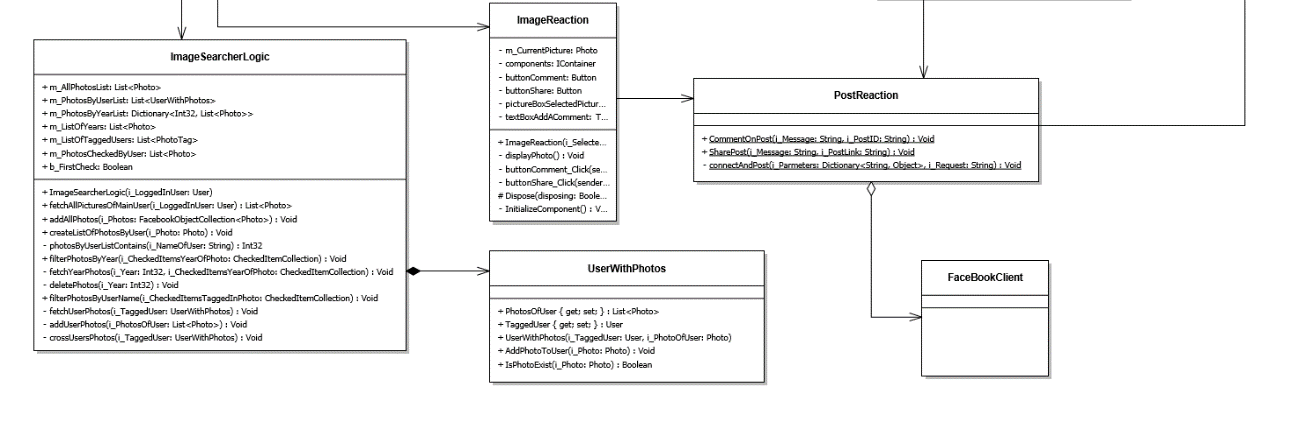 ImageSearcherLogic
+ m_AllPhotosList: List<Photo>
+ m_PhotosByUserList: List<UserWithPhotos>
+ m_PhotosByYearList: Dictionary<Int32, List<Photo>>
+ m_ListOfYears: List<Photo>
+ m_ListOfTaggedUsers: List<PhotoTag>
+ m_PhotosCheckedByUser: List<Photo>
+ b_FirstCheck: Boolean
+ ImageSearcherLogic(i_LoggedInUser: User)
+ fetchAllPicturesOfMainUser(i_LoggedInUser: User) : List<Photo>
+ addAllPhotos(i_Photos: FacebookObjectCollection<Photo>) : Void
+ createListOfPhotosByUser(i_Photo: Photo) : Void
- photosByUserListContains(i_NameOfUser: String) : Int32
+ filterPhotosByYear(i_CheckedItemsYearOfPhoto: CheckedItemCollection) : Void
- fetchYearPhotos(i_Year: Int32, i_CheckedItemsYearOfPhoto: CheckedItemCollection) : Void
- deletePhotos(i_Year: Int32) : Void
+ filterPhotosByUserName(i_CheckedItemsTaggedInPhoto: CheckedItemCollection) : Void
- fetchUserPhotos(i_TaggedUser: UserWithPhotos) : Void
- addUserPhotos(i_PhotosOfUser: List<Photo>) : Void
- crossUsersPhotos(i_TaggedUser: UserWithPhotos) : Void
ImageReaction
- m_CurrentPicture: Photo
- components: IContainer
- buttonComment: Button
- buttonShare: Button
- pictureBoxSelectedPictur...
- textBoxAddAComment: T...
+ ImageReaction(i_Selecte...
- displayPhoto() : Void
- buttonComment_Click(se...
- buttonShare_Click(sender...
# Dispose(disposing: Boole...
- InitializeComponent() : V...
PostReaction
+ CommentOnPost(i_Message: String, i_PostID: String) : Void
+ SharePost(i_Message: String, i_PostLink: String) : Void
- connectAndPost(i_Parmeters: Dictionary<String, Object>, i_Request: String) : Void
UserWithPhotos
+ PhotosOfUser { get; set; } : List<Photo>
+ TaggedUser { get; set; } : User
+ UserWithPhotos(i_TaggedUser: User, i_PhotoOfUser: Photo)
+ AddPhotoToUser(i_Photo: Photo) : Void
+ IsPhotoExist(i_Photo: Photo) : Boolean
FaceBookClient